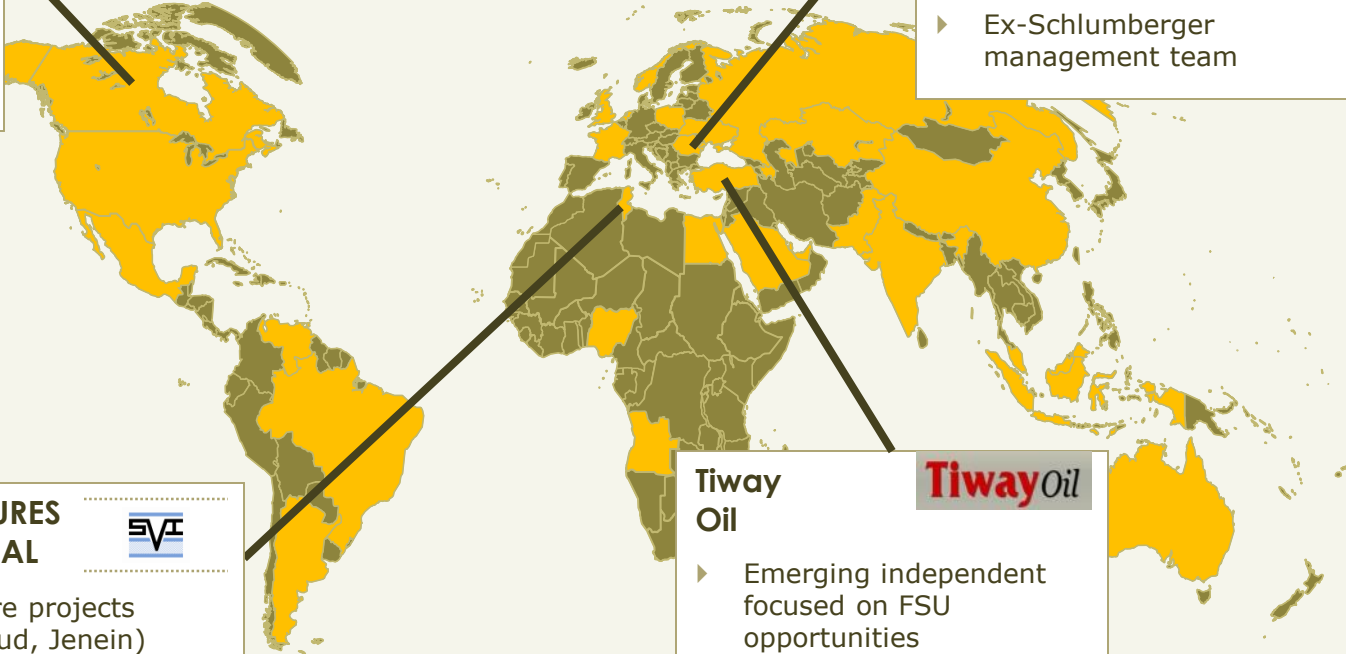 Ex-Schlumberger
management team
Tiway
Oil
TiwayOil
Emerging independent
focused on FSU
opportunities
URES
AL
SVI
re projects
ud, Jenein)